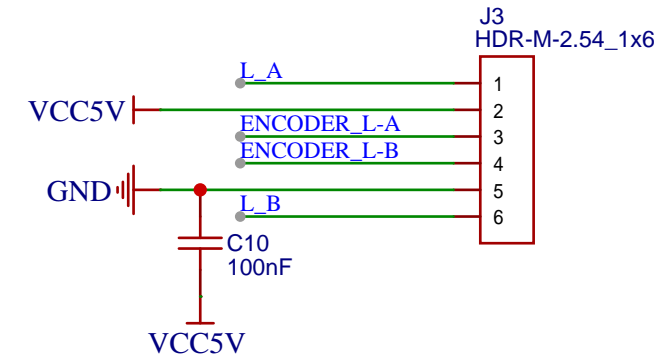 J3
HDR-M-2.54_1x6
L_A
1
VCC5V
2
ENCODER_L-A
3
ENCODER_L-B
4
GND
5
L_B
6
C10
100nF
VCC5V